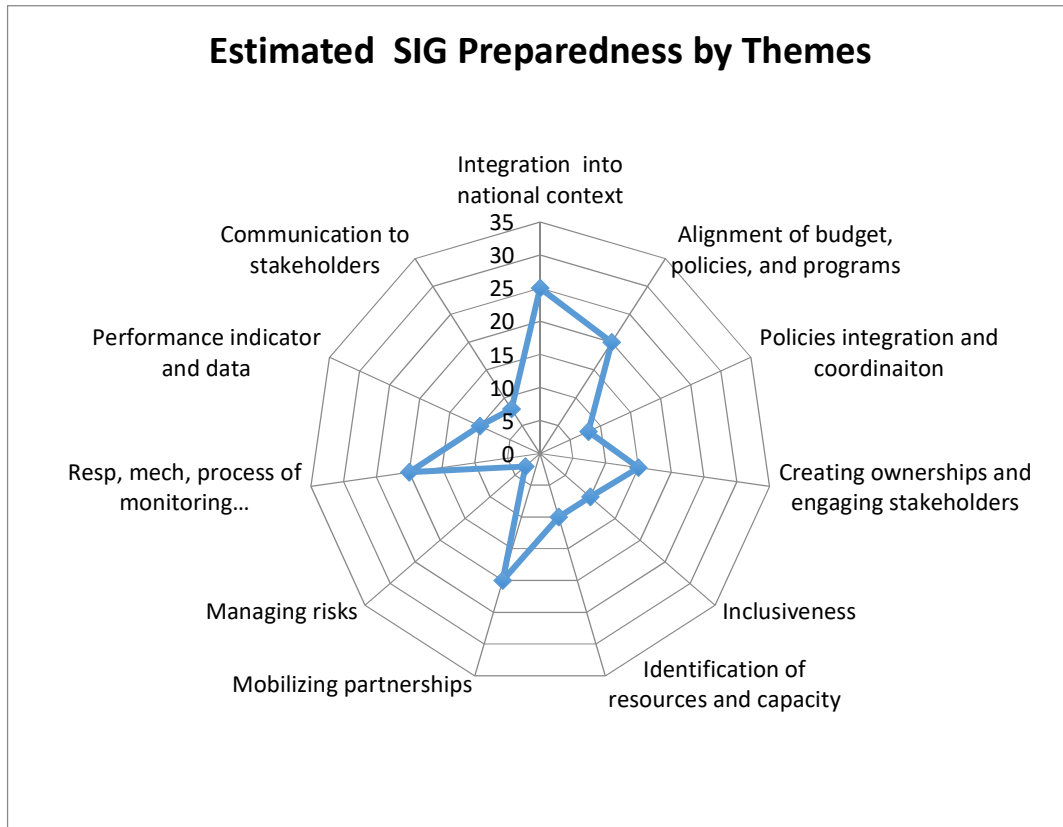 Estimated  SIG Preparedness by Themes
Integration  into
national context
Alignment of budget,
policies, and programs
Policies integration and
coordinaiton
Creating ownerships and
engaging stakeholders
Inclusiveness
Identification of
resources and capacity
Mobilizing partnerships
Managing risks
Resp, mech, process of
monitoring…
Performance indicator
and data
Communication to
stakeholders
35
30
25
20
15
10
5
0